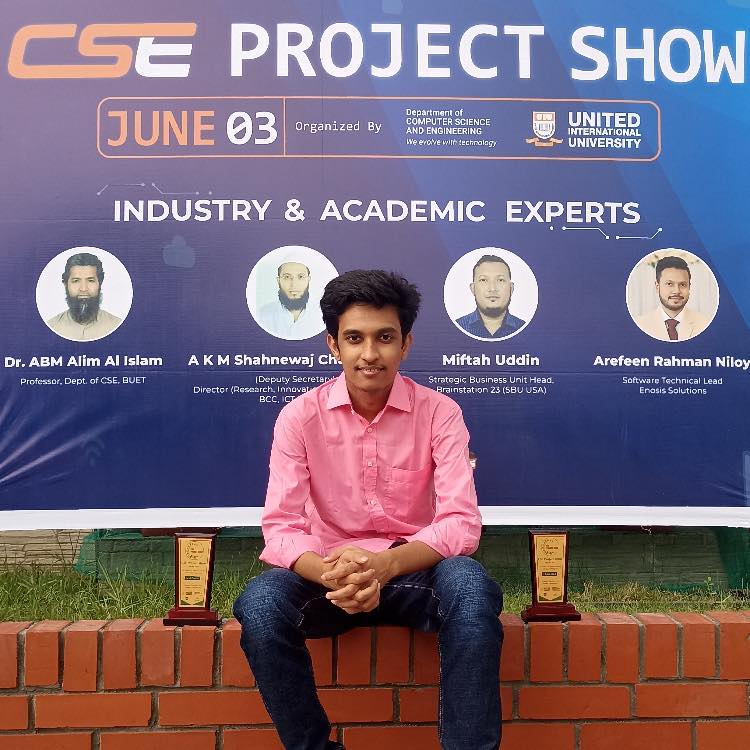 CSE PROJECT SHOW
JUNE 03
Organized By
Department of
COMPUTER SCIENCE
AND ENGINEERING
We evolve with technology
UNITED
INTERNATIONAL
UNIVERSITY
INDUSTRY & ACADEMIC EXPERTS
Dr. ABM Alim Al Islam
Professor, Dept. of CSE, BUET
A K M Shahnewaj
(Deputy Secretary)
Director (Research,
BCC,
Miftah Uddin
Strategic Business Unit Head,
Brainstation 23 (SBU USA)
Arefeen Rahman Niloy
Software Technical Lead
Enosis Solutions